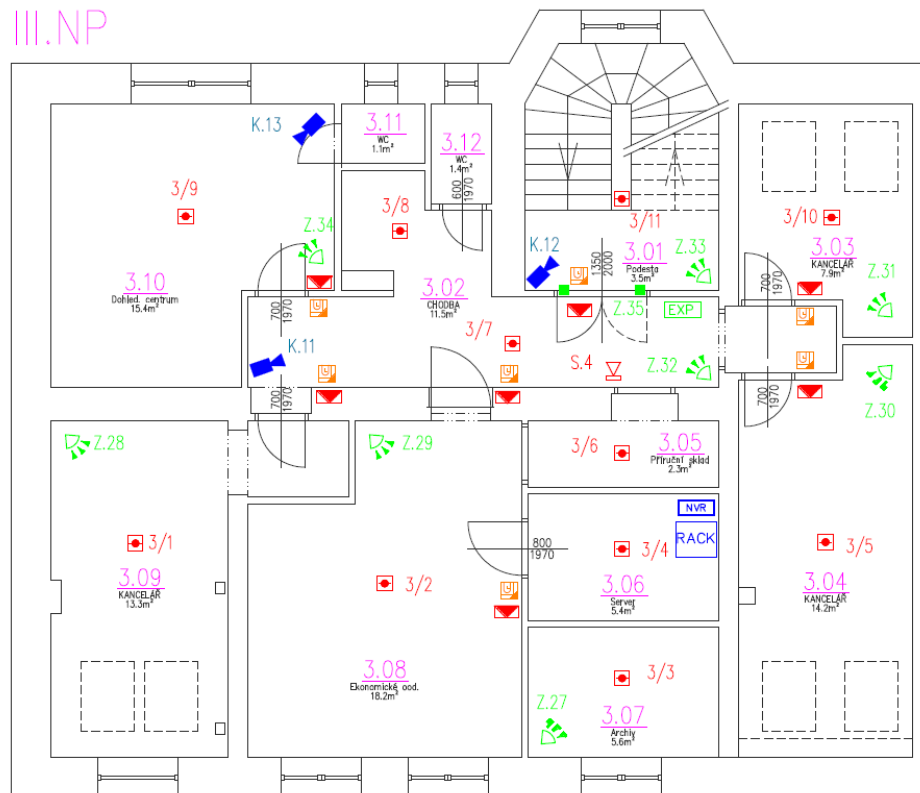 III.NP
K.13
3.11
WC
1.1m²
3.12
WC
1.4m²
600
1970
3/9
3/8
3/11
3/10
Z.34
K.12
1350
2000
3.01
Podesta
3.5m²
Z.33
3.03
KANCELÁŘ
7.9m²
Z.31
3.10
Dohled. centrum
15.4m²
700
1970
3.02
CHODBA
11.5m²
Z.35
EXP
700
1970
3/7
K.11
S.4
Z.32
700
1970
700
1970
Z.30
Z.28
Z.29
3/6
3.05
Příruční sklad
2.3m²
NVR
RACK
3/1
800
1970
3/4
3/5
3.09
KANCELÁŘ
13.3m²
3/2
3.06
Server
5.4m²
3.04
KANCELÁŘ
14.2m²
3.08
Ekonomické ood.
18.2m²
3/3
Z.27
3.07
Archiv
5.6m²